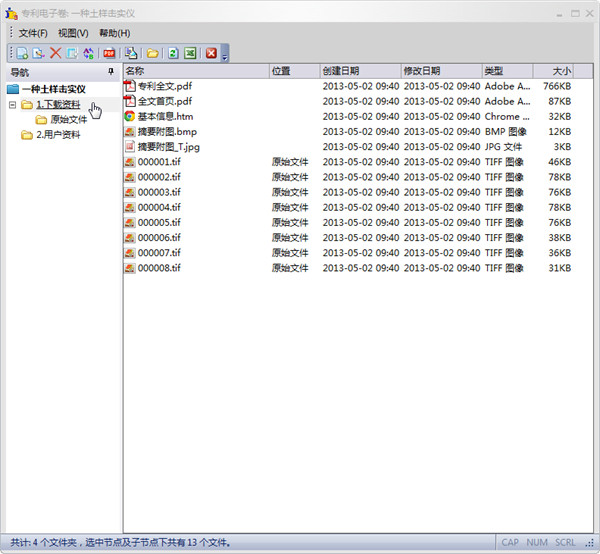 专利电子卷: 一种土样击实仪
文件(F) 视图(V) 帮助(H)
导航
一种土样击实仪
1.下载资料
原始文件
2.用户资料
名称 位置 创建日期 修改日期 类型 大小
专利全文.pdf 2013-05-02 09:40 2013-05-02 09:40 Adobe A... 766KB
全文首页.pdf 2013-05-02 09:40 2013-05-02 09:40 Adobe A... 87KB
基本信息.htm 2013-05-02 09:40 2013-05-02 09:40 Chrome ... 32KB
摘要附图.bmp 2013-05-02 09:40 2013-05-02 09:40 BMP 图像 12KB
摘要附图_T.jpg 2013-05-02 09:40 2013-05-02 09:40 JPG 文件 3KB
000001.tif 原始文件 2013-05-02 09:40 2013-05-02 09:40 TIFF 图像 46KB
000002.tif 原始文件 2013-05-02 09:40 2013-05-02 09:40 TIFF 图像 78KB
000003.tif 原始文件 2013-05-02 09:40 2013-05-02 09:40 TIFF 图像 76KB
000004.tif 原始文件 2013-05-02 09:40 2013-05-02 09:40 TIFF 图像 78KB
000005.tif 原始文件 2013-05-02 09:40 2013-05-02 09:40 TIFF 图像 76KB
000006.tif 原始文件 2013-05-02 09:40 2013-05-02 09:40 TIFF 图像 38KB
000007.tif 原始文件 2013-05-02 09:40 2013-05-02 09:40 TIFF 图像 36KB
000008.tif 原始文件 2013-05-02 09:40 2013-05-02 09:40 TIFF 图像 31KB
共计: 4 个文件夹，选中节点及子节点下共有 13 个文件。 CAP NUM SCRL